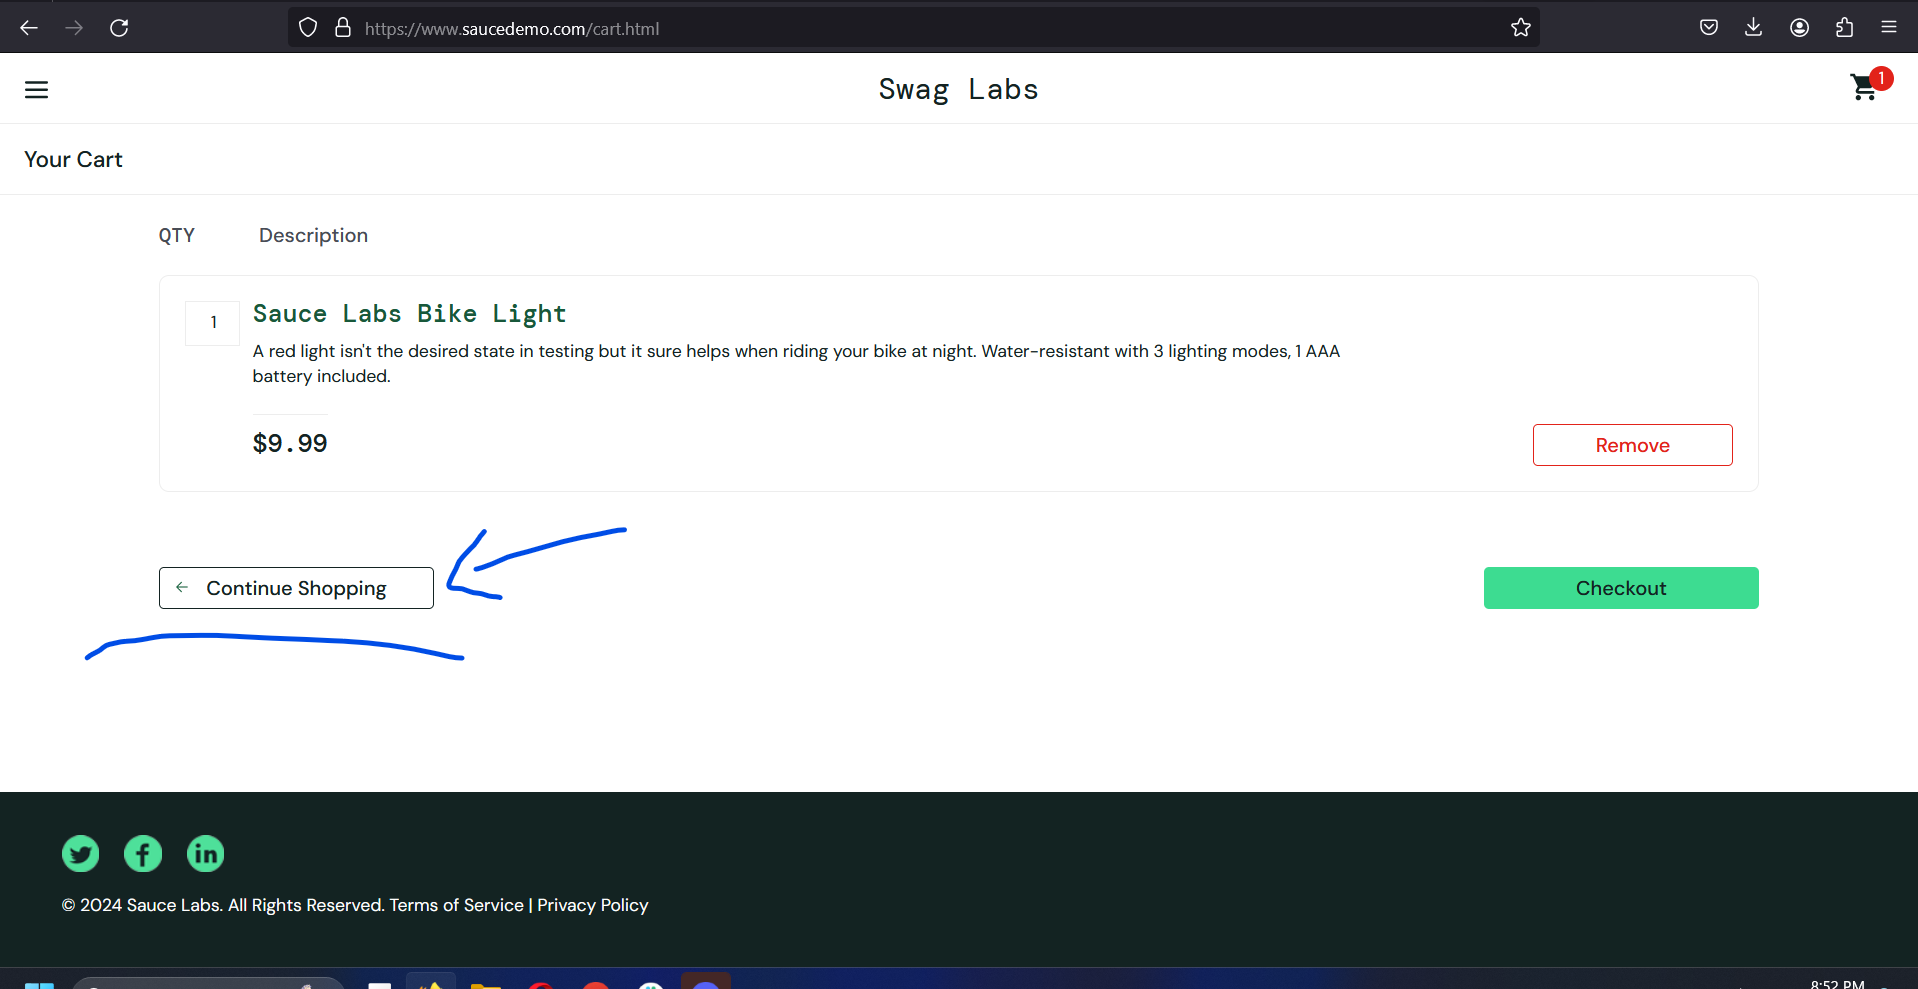 https://www.saucedemo.com/cart.html
Swag Labs
1
Your Cart
QTY Description
1
Sauce Labs Bike Light
A red light isn't the desired state in testing but it sure helps when riding your bike at night. Water-resistant with 3 lighting modes, 1 AAA
battery included.
$9.99
Remove
Continue Shopping
Checkout
© 2024 Sauce Labs. All Rights Reserved. Terms of Service | Privacy Policy
8:52 PM